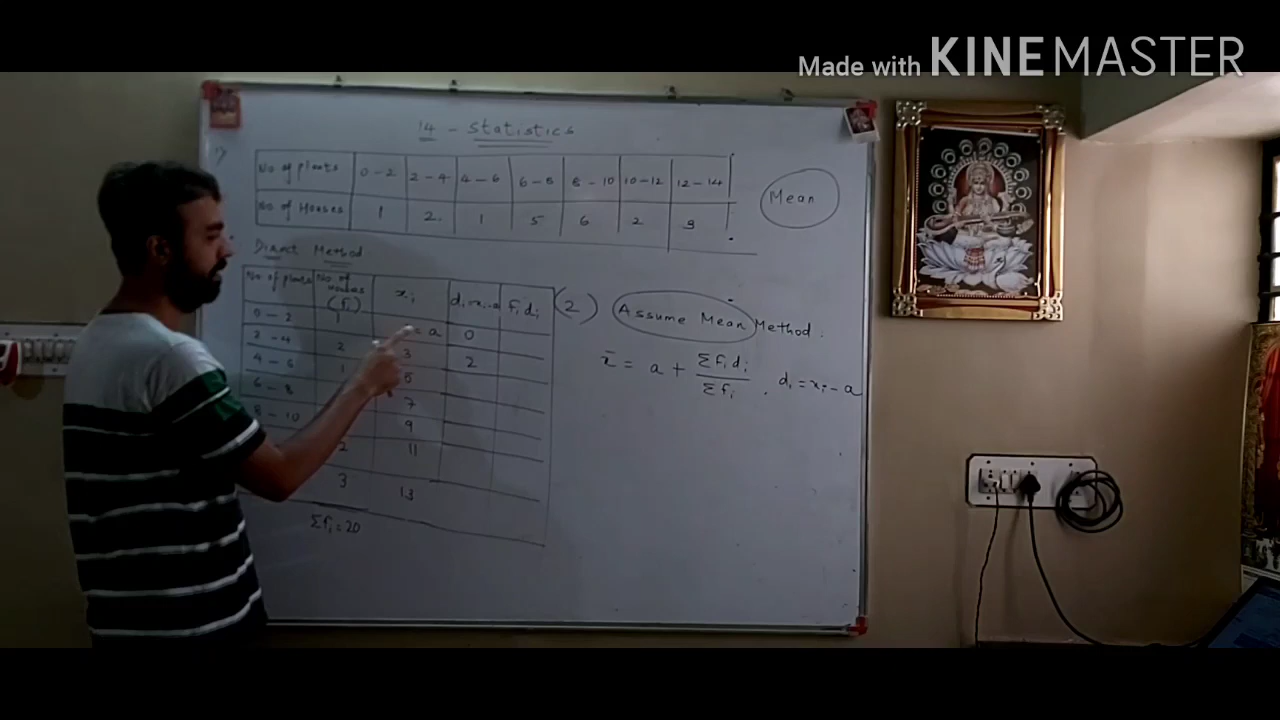 Made with KINEMASTER
14 - Statistics
1)
No of plants 0-2 2-4 4-6 6-8 8-10 10-12 12-14
No. of Houses 1 2. 1 5 6 2 3
Mean
Direct Method
No of plants No. of Houses (fi) xi di=xi-a fidi
0-2 1 = a 0
2-4 2 3 2
4-6 1 5
6-8 7
8-10 9
2 11
3 13
Σfi=20
(2) Assume Mean Method.
x̄ = a + Σfidi / Σfi . di = xi - a